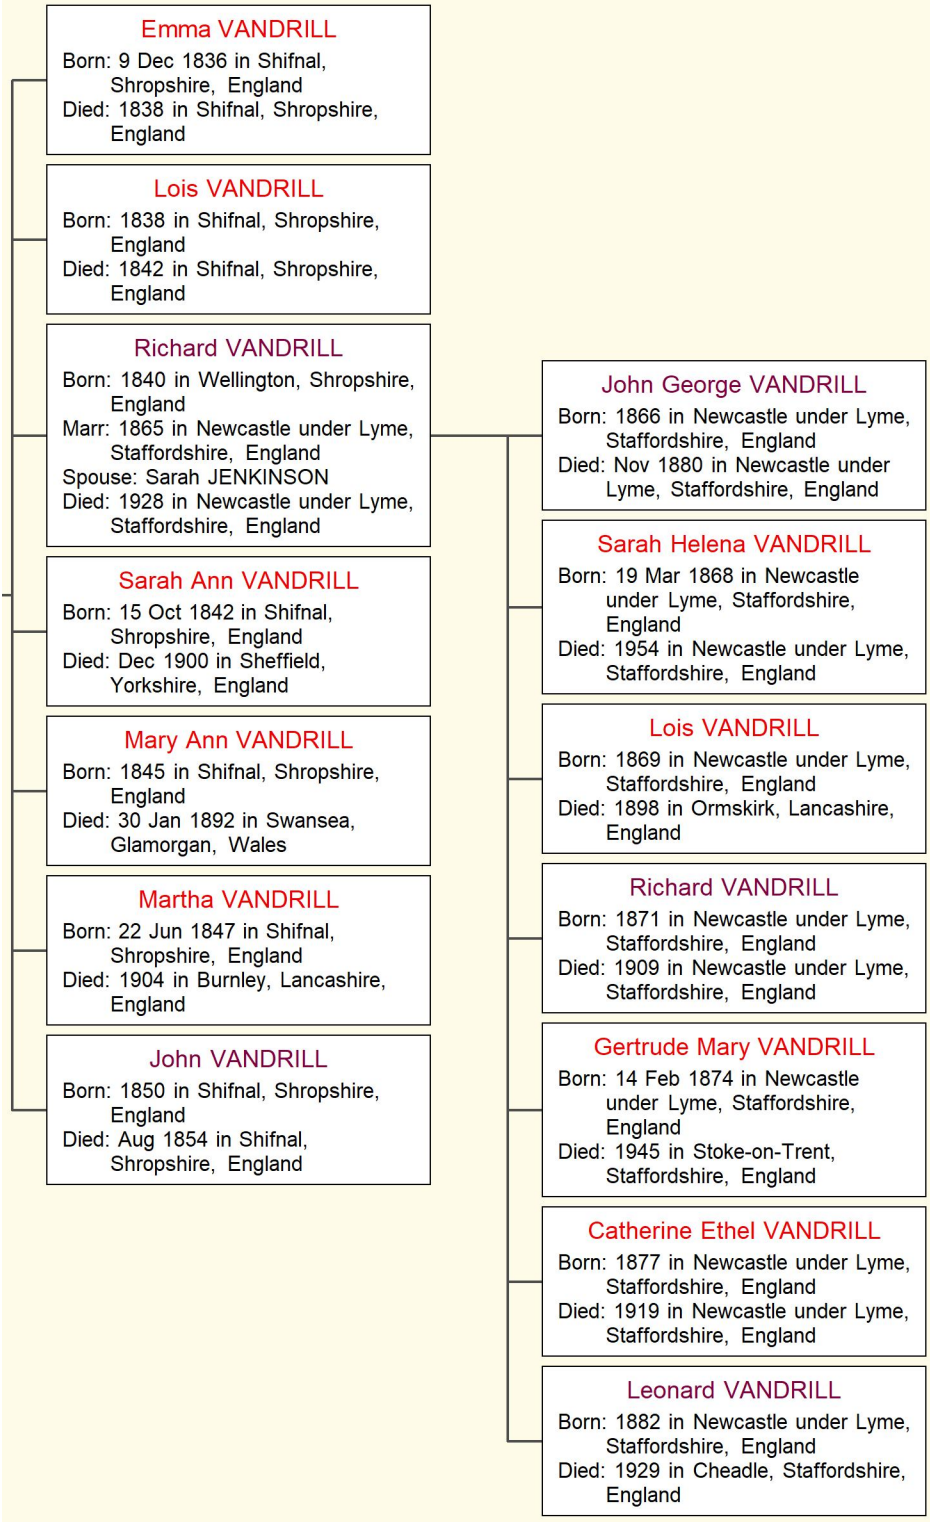 Emma VANDRILL
Born: 9 Dec 1836 in Shifnal,
Shropshire, England
Died: 1838 in Shifnal, Shropshire,
England
Lois VANDRILL
Born: 1838 in Shifnal, Shropshire,
England
Died: 1842 in Shifnal, Shropshire,
England
Richard VANDRILL
Born: 1840 in Wellington, Shropshire,
England
Marr: 1865 in Newcastle under Lyme,
Staffordshire, England
Spouse: Sarah JENKINSON
Died: 1928 in Newcastle under Lyme,
Staffordshire, England
Sarah Ann VANDRILL
Born: 15 Oct 1842 in Shifnal,
Shropshire, England
Died: Dec 1900 in Sheffield,
Yorkshire, England
Mary Ann VANDRILL
Born: 1845 in Shifnal, Shropshire,
England
Died: 30 Jan 1892 in Swansea,
Glamorgan, Wales
Martha VANDRILL
Born: 22 Jun 1847 in Shifnal,
Shropshire, England
Died: 1904 in Burnley, Lancashire,
England
John VANDRILL
Born: 1850 in Shifnal, Shropshire,
England
Died: Aug 1854 in Shifnal,
Shropshire, England
John George VANDRILL
Born: 1866 in Newcastle under Lyme,
Staffordshire, England
Died: Nov 1880 in Newcastle under
Lyme, Staffordshire, England
Sarah Helena VANDRILL
Born: 19 Mar 1868 in Newcastle
under Lyme, Staffordshire,
England
Died: 1954 in Newcastle under Lyme,
Staffordshire, England
Lois VANDRILL
Born: 1869 in Newcastle under Lyme,
Staffordshire, England
Died: 1898 in Ormskirk, Lancashire,
England
Richard VANDRILL
Born: 1871 in Newcastle under Lyme,
Staffordshire, England
Died: 1909 in Newcastle under Lyme,
Staffordshire, England
Gertrude Mary VANDRILL
Born: 14 Feb 1874 in Newcastle
under Lyme, Staffordshire,
England
Died: 1945 in Stoke-on-Trent,
Staffordshire, England
Catherine Ethel VANDRILL
Born: 1877 in Newcastle under Lyme,
Staffordshire, England
Died: 1919 in Newcastle under Lyme,
Staffordshire, England
Leonard VANDRILL
Born: 1882 in Newcastle under Lyme,
Staffordshire, England
Died: 1929 in Cheadle, Staffordshire,
England